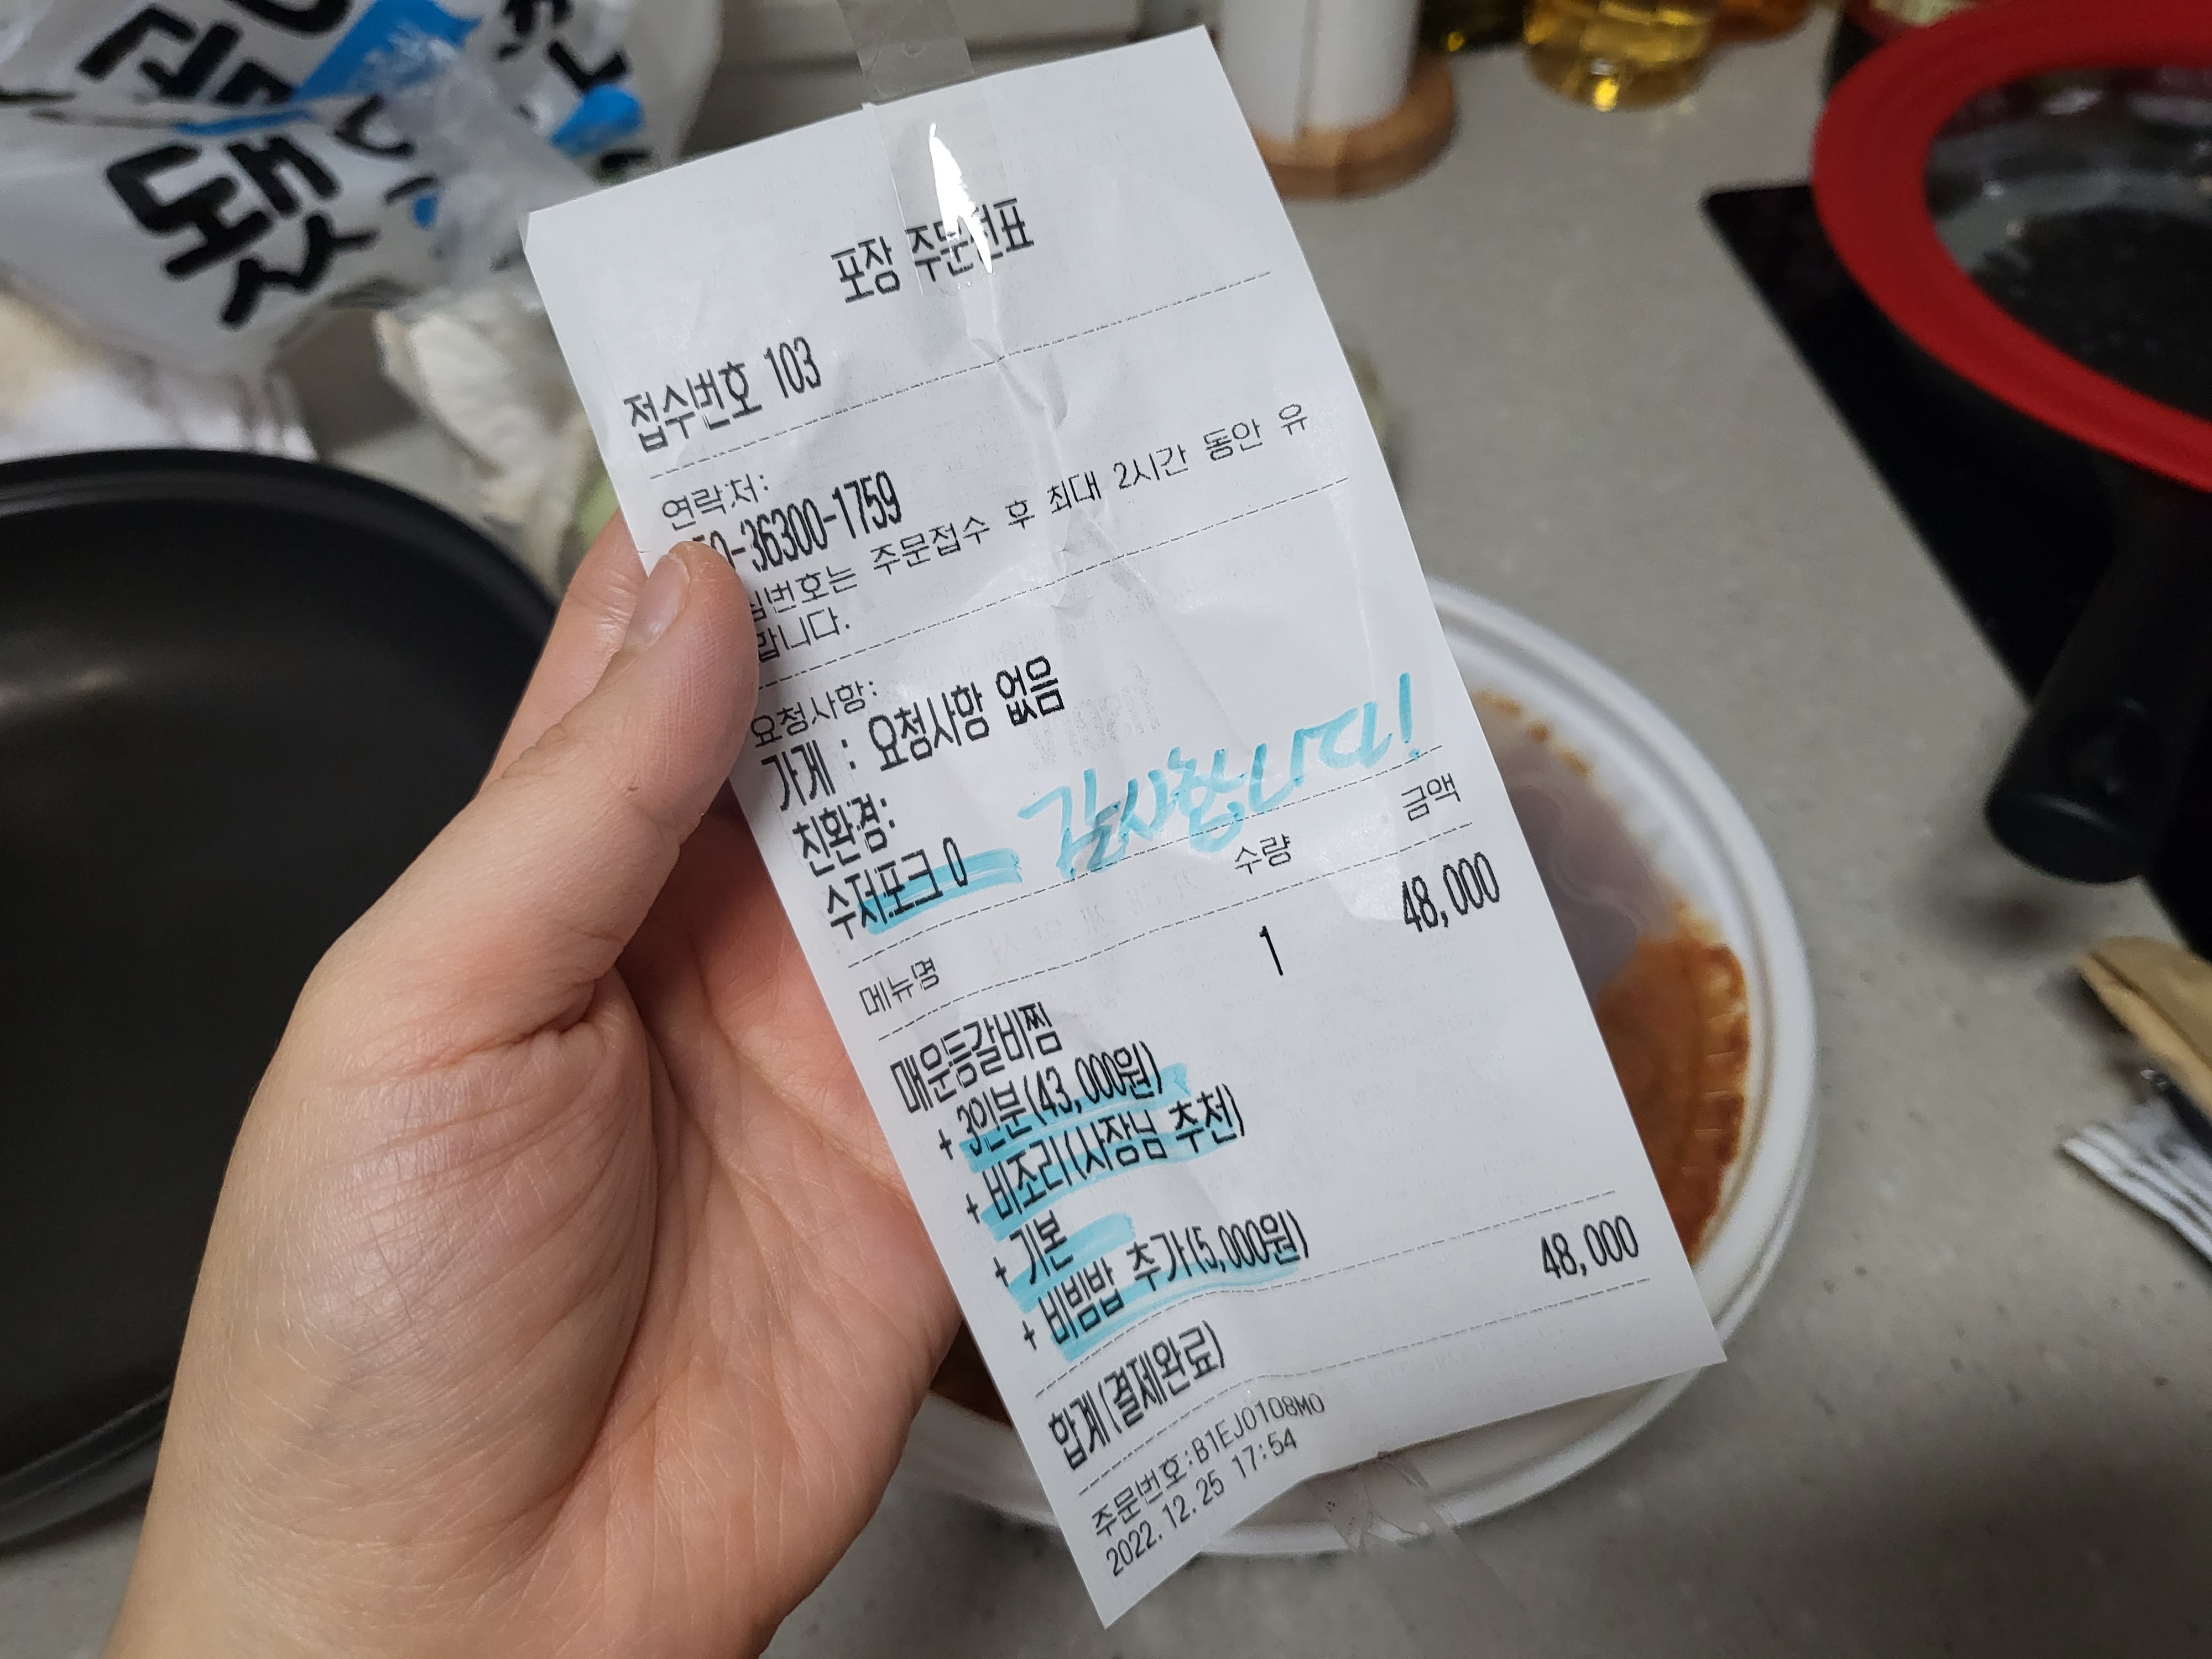 포장 주문전표
접수번호 103
연락처:
50-36300-1759
심번호는 주문접수 후 최대 2시간 동안 유
합니다.
요청사항:
가게 : 요청사항 없음
친환경:
수저포크 0
감사합니다!
메뉴명 수량 금액
매운등갈비찜 1 48,000
+ 3인분(43,000원)
+ 비조리(사장님 추천)
+ 기본
+ 비빔밥 추가(5,000원)
합계(결제완료) 48,000
주문번호:B1EJ0108MO
2022.12.25 17:54